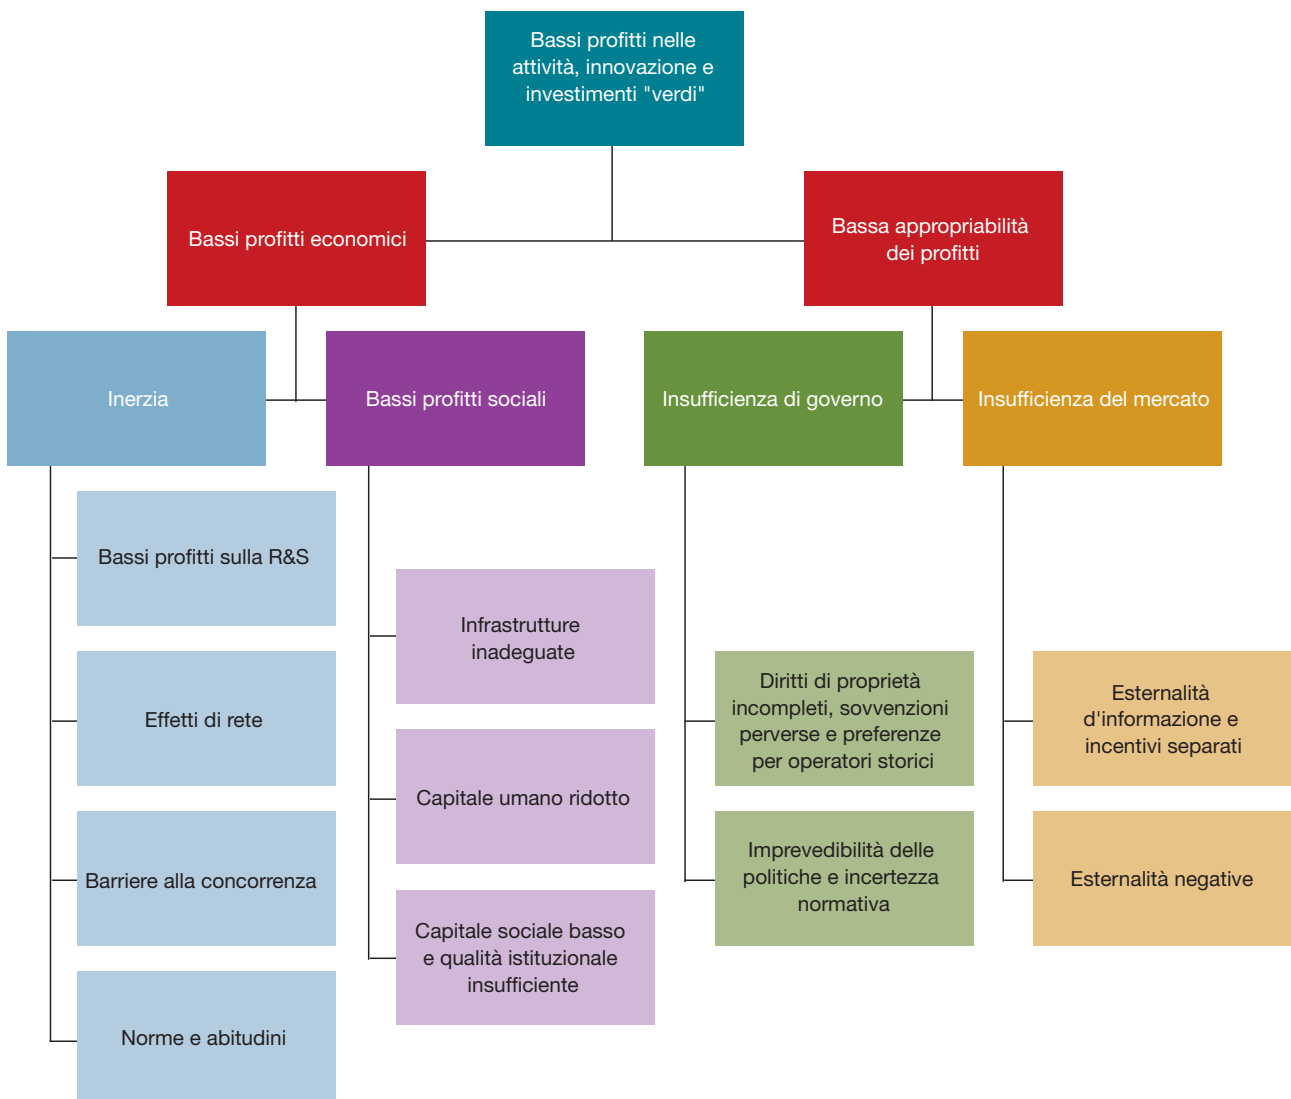 Bassi profitti nelle
attività, innovazione e
investimenti "verdi"
Bassi profitti economici
Bassa appropriabilità
dei profitti
Inerzia
Bassi profitti sociali
Insufficienza di governo
Insufficienza del mercato
Bassi profitti sulla R&S
Effetti di rete
Barriere alla concorrenza
Norme e abitudini
Infrastrutture
inadeguate
Capitale umano ridotto
Capitale sociale basso
e qualità istituzionale
insufficiente
Diritti di proprietà
incompleti, sovvenzioni
perverse e preferenze
per operatori storici
Imprevedibilità delle
politiche e incertezza
normativa
Esternalità
d'informazione e
incentivi separati
Esternalità negative